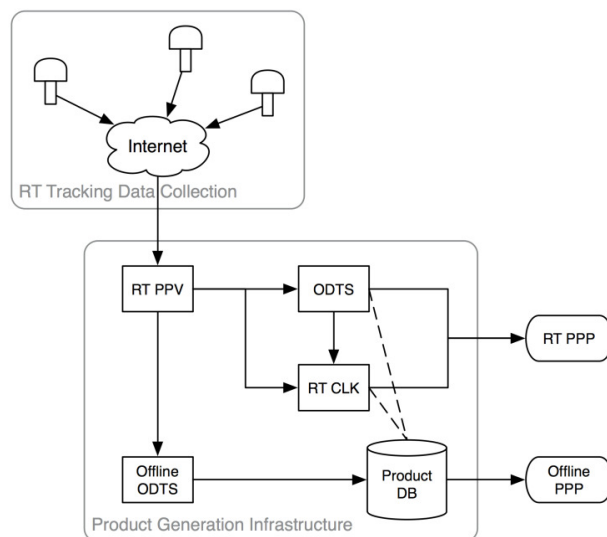 Internet
RT Tracking Data Collection
RT PPV
ODTS
RT PPP
RT CLK
Offline
ODTS
Product
DB
Offline
PPP
Product Generation Infrastructure